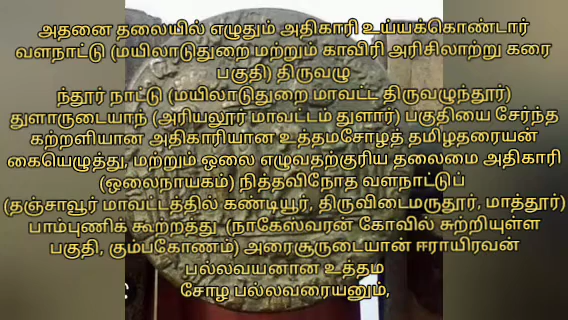 அதனை தலையில் எழுதும் அதிகாரி உய்யக்கொண்டார்
வளநாட்டு (மயிலாடுதுறை மற்றும் காவிரி அரிசிலாற்று கரை
பகுதி) திருவழு
ந்தூர் நாட்டு (மயிலாடுதுறை மாவட்ட திருவழுந்தூர்)
துளாருடையாந் (அரியலூர் மாவட்டம் துளார்) பகுதியை சேர்ந்த
கற்றளியான அதிகாரியான உத்தமசோழத் தமிழதரையன்
கையெழுத்து, மற்றும் ஒலை எழுவதற்குரிய தலைமை அதிகாரி
(ஒலைநாயகம்) நித்தவிநோத வளநாட்டுப்
(தஞ்சாவூர் மாவட்டத்தில் கண்டியூர், திருவிடைமருதூர், மாத்தூர்)
பாம்புணிக் கூற்றத்து (நாகேஸ்வரன் கோவில் சுற்றியுள்ள
பகுதி, கும்பகோணம்) அரைசூருடையான் ஈராயிரவன்
பல்லவயனான உத்தம
சோழ பல்லவரையனும்,